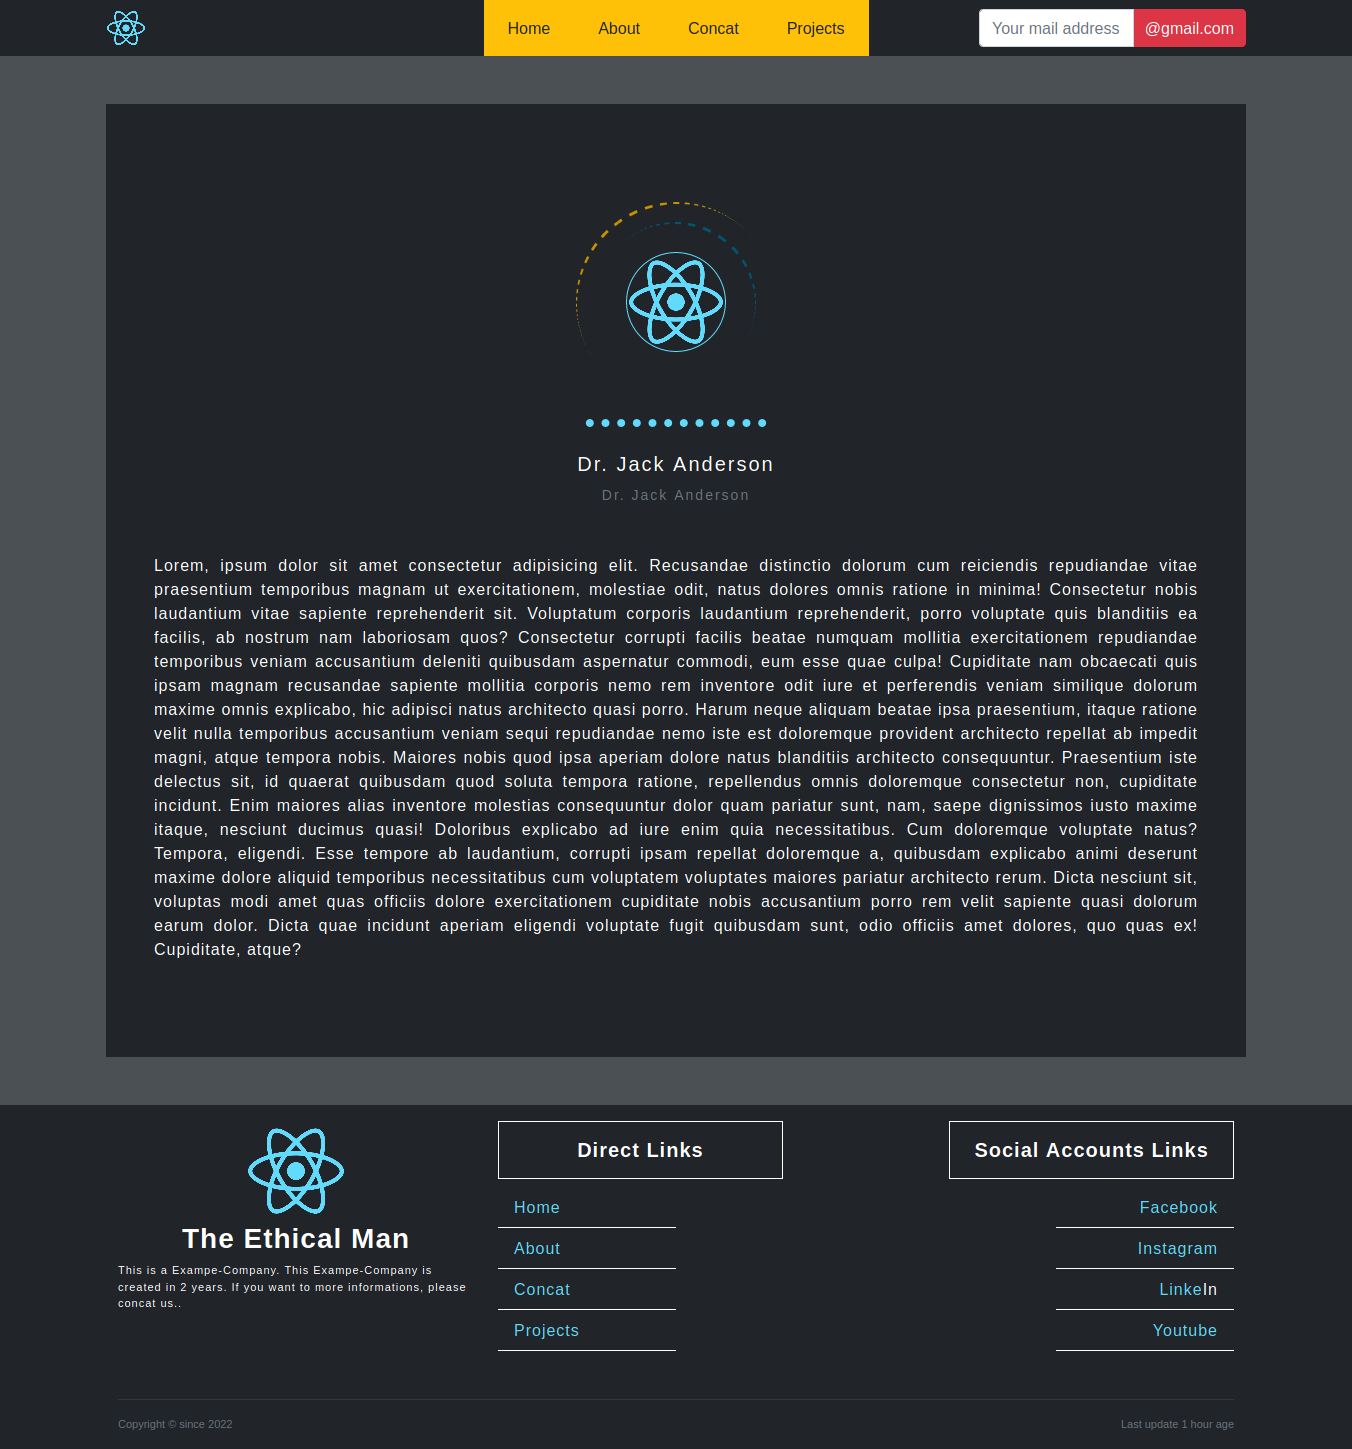 Home About Concat Projects Your mail address @gmail.com
Dr. Jack Anderson
Dr. Jack Anderson
Lorem, ipsum dolor sit amet consectetur adipisicing elit. Recusandae distinctio dolorum cum reiciendis repudiandae vitae
praesentium temporibus magnam ut exercitationem, molestiae odit, natus dolores omnis ratione in minima! Consectetur nobis
laudantium vitae sapiente reprehenderit sit. Voluptatum corporis laudantium reprehenderit, porro voluptate quis blanditiis ea
facilis, ab nostrum nam laboriosam quos? Consectetur corrupti facilis beatae numquam mollitia exercitationem repudiandae
temporibus veniam accusantium deleniti quibusdam aspernatur commodi, eum esse quae culpa! Cupiditate nam obcaecati quis
ipsam magnam recusandae sapiente mollitia corporis nemo rem inventore odit iure et perferendis veniam similique dolorum
maxime omnis explicabo, hic adipisci natus architecto quasi porro. Harum neque aliquam beatae ipsa praesentium, itaque ratione
velit nulla temporibus accusantium veniam sequi repudiandae nemo iste est doloremque provident architecto repellat ab impedit
magni, atque tempora nobis. Maiores nobis quod ipsa aperiam dolore natus blanditiis architecto consequuntur. Praesentium iste
delectus sit, id quaerat quibusdam quod soluta tempora ratione, repellendus omnis doloremque consectetur non, cupiditate
incidunt. Enim maiores alias inventore molestias consequuntur dolor quam pariatur sunt, nam, saepe dignissimos iusto maxime
itaque, nesciunt ducimus quasi! Doloribus explicabo ad iure enim quia necessitatibus. Cum doloremque voluptate natus?
Tempora, eligendi. Esse tempore ab laudantium, corrupti ipsam repellat doloremque a, quibusdam explicabo animi deserunt
maxime dolore aliquid temporibus necessitatibus cum voluptatem voluptates maiores pariatur architecto rerum. Dicta nesciunt sit,
voluptas modi amet quas officiis dolore exercitationem cupiditate nobis accusantium porro rem velit sapiente quasi dolorum
earum dolor. Dicta quae incidunt aperiam eligendi voluptate fugit quibusdam sunt, odio officiis amet dolores, quo quas ex!
Cupiditate, atque?
The Ethical Man
This is a Exampe-Company. This Exampe-Company is
created in 2 years. If you want to more informations, please
concat us..
Direct Links
Home
About
Concat
Projects
Social Accounts Links
Facebook
Instagram
LinkeIn
Youtube
Copyright © since 2022
Last update 1 hour age